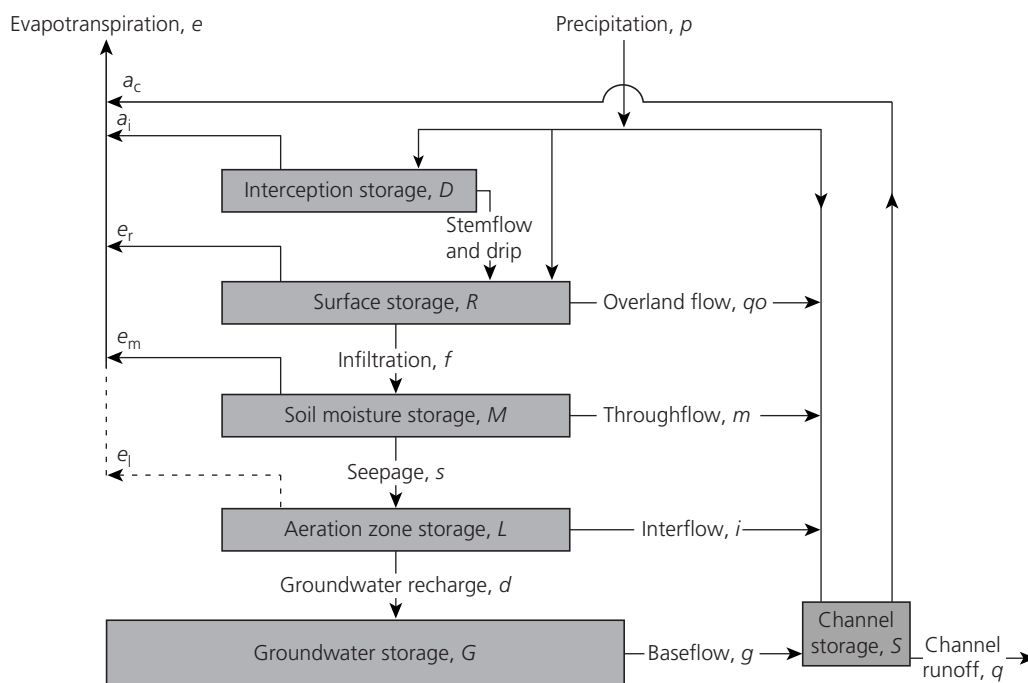 Evapotranspiration, e
Precipitation, p
a_c
a_i
Interception storage, D
Stemflow
and drip
e_r
Surface storage, R
Overland flow, qo
Infiltration, f
e_m
Soil moisture storage, M
Throughflow, m
Seepage, s
e_l
Aeration zone storage, L
Interflow, i
Groundwater recharge, d
Groundwater storage, G
Baseflow, g
Channel
storage, S
Channel
runoff, q